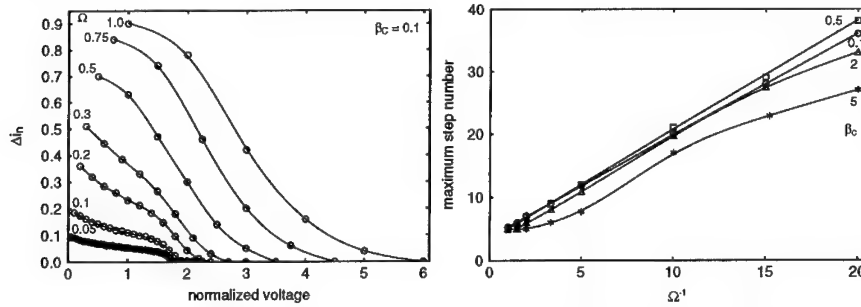 Ω
1.0
0.75
0.5
0.3
0.2
0.1
0.05
β_C = 0.1
0.9
0.8
0.7
0.6
0.5
0.4
0.3
0.2
0.1
0.0
0 1 2 3 4 5 6
Δi_n
normalized voltage
40
30
20
10
0
0 5 10 15 20
maximum step number
Ω⁻¹
0.5
0.1
2
5
β_C